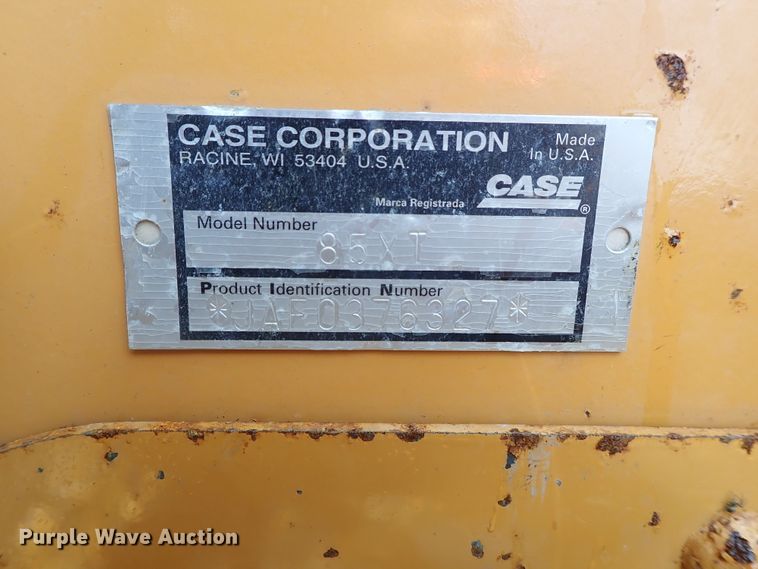 CASE CORPORATION
RACINE, WI 53404 U.S.A.
Made
In U.S.A.
CASE
®
Marca Registrada
Model Number
85XT
Product Identification Number
*JAF0376327*
Purple Wave Auction®